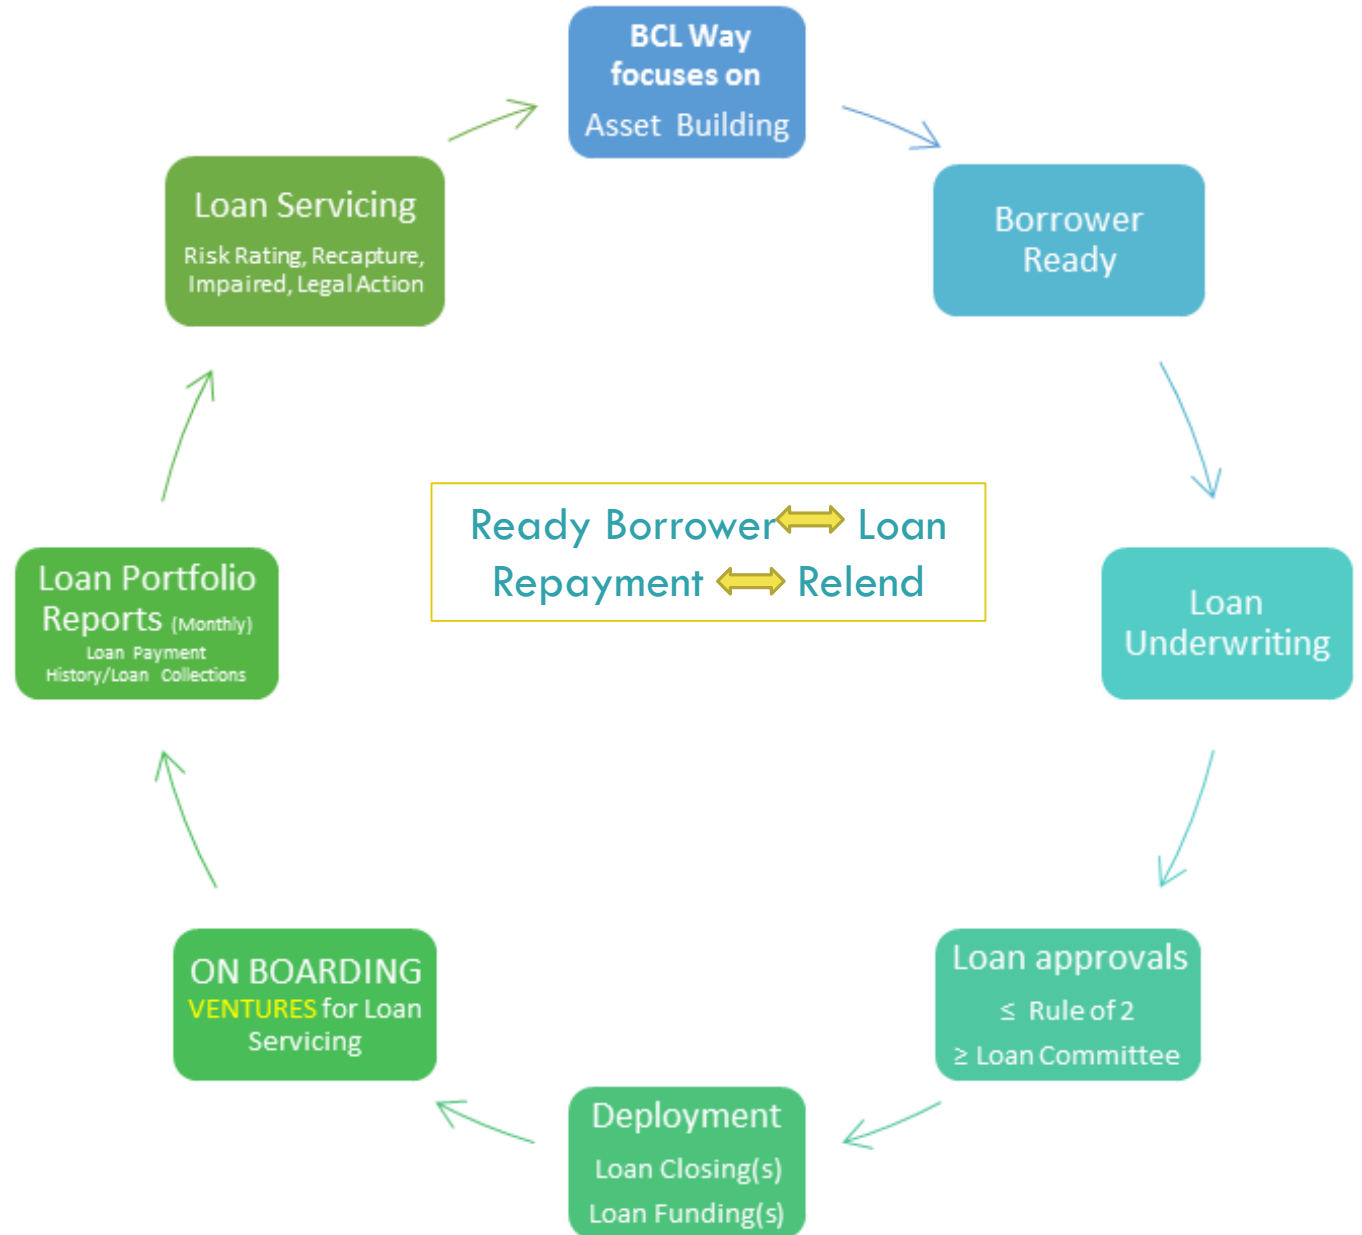 BCL Way
focuses on
Asset Building
Borrower
Ready
Loan
Underwriting
Loan approvals
≤ Rule of 2
≥ Loan Committee
Deployment
Loan Closing(s)
Loan Funding(s)
ON BOARDING
VENTURES for Loan
Servicing
Loan Portfolio
Reports (Monthly)
Loan Payment
History/Loan Collections
Loan Servicing
Risk Rating, Recapture,
Impaired, Legal Action
Ready Borrower Loan
Repayment Relend